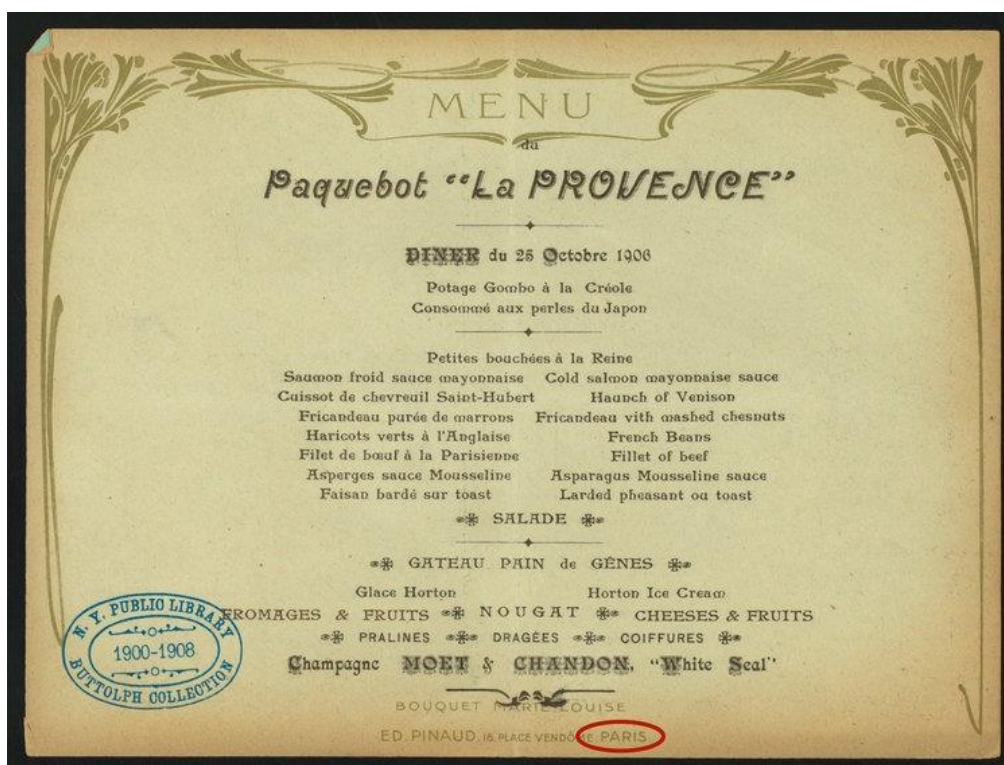 MENU
du
Paquebot “La PROVENCE”
DINER du 25 Octobre 1906
Potage Gombo à la Créole
Consommé aux perles du Japon
Petites bouchées à la Reine
Saumon froid sauce mayonnaise Cold salmon mayonnaise sauce
Cuissot de chevreuil Saint-Hubert Haunch of Venison
Fricandeau purée de marrons Fricandeau vith mashed chesnuts
Haricots verts à l'Anglaise French Beans
Filet de bœuf à la Parisienne Fillet of beef
Asperges sauce Mousseline Asparagus Mousseline sauce
Faisan bardé sur toast Larded pheasant ou toast
SALADE
GATEAU PAIN de GÊNES
Glace Horton Horton Ice Cream
FROMAGES & FRUITS NOUGAT CHEESES & FRUITS
PRALINES DRAGÉES COIFFURES
Champagne MOET & CHANDON, “White Seal”
BOUQUET MARIE-LOUISE
ED. PINAUD. 18. PLACE VENDÔME. PARIS
N. Y. PUBLIC LIBRARY
1900-1908
BUTTOLPH COLLECTION